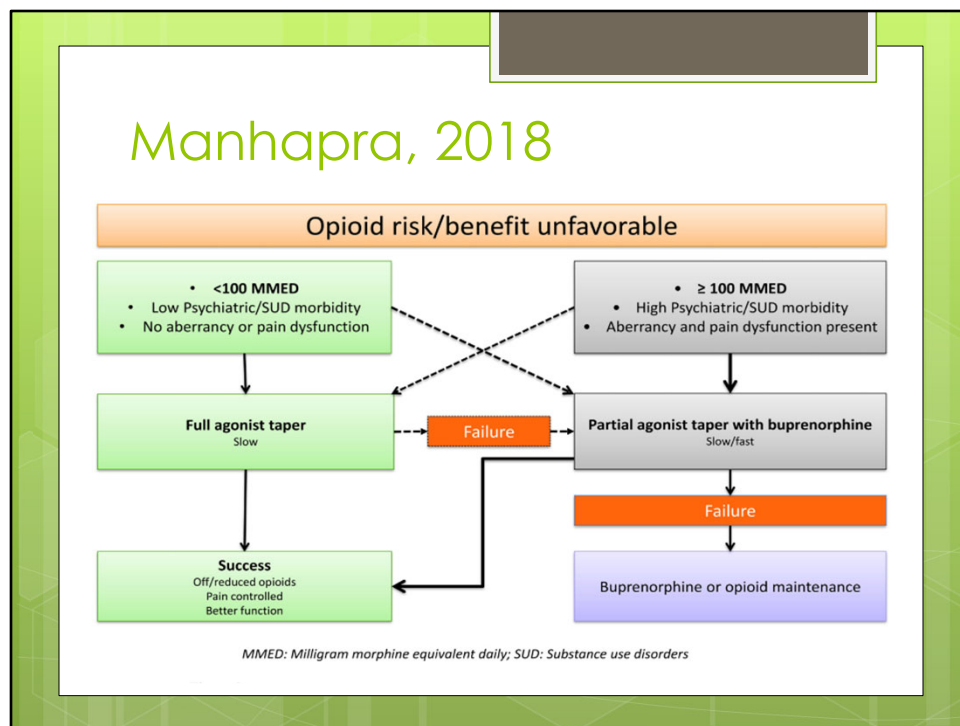 Manhapra, 2018
Opioid risk/benefit unfavorable
• <100 MMED
• Low Psychiatric/SUD morbidity
• No aberrancy or pain dysfunction
• ≥ 100 MMED
• High Psychiatric/SUD morbidity
• Aberrancy and pain dysfunction present
Full agonist taper
Slow
Failure
Partial agonist taper with buprenorphine
Slow/fast
Failure
Success
Off/reduced opioids
Pain controlled
Better function
Buprenorphine or opioid maintenance
MMED: Milligram morphine equivalent daily; SUD: Substance use disorders